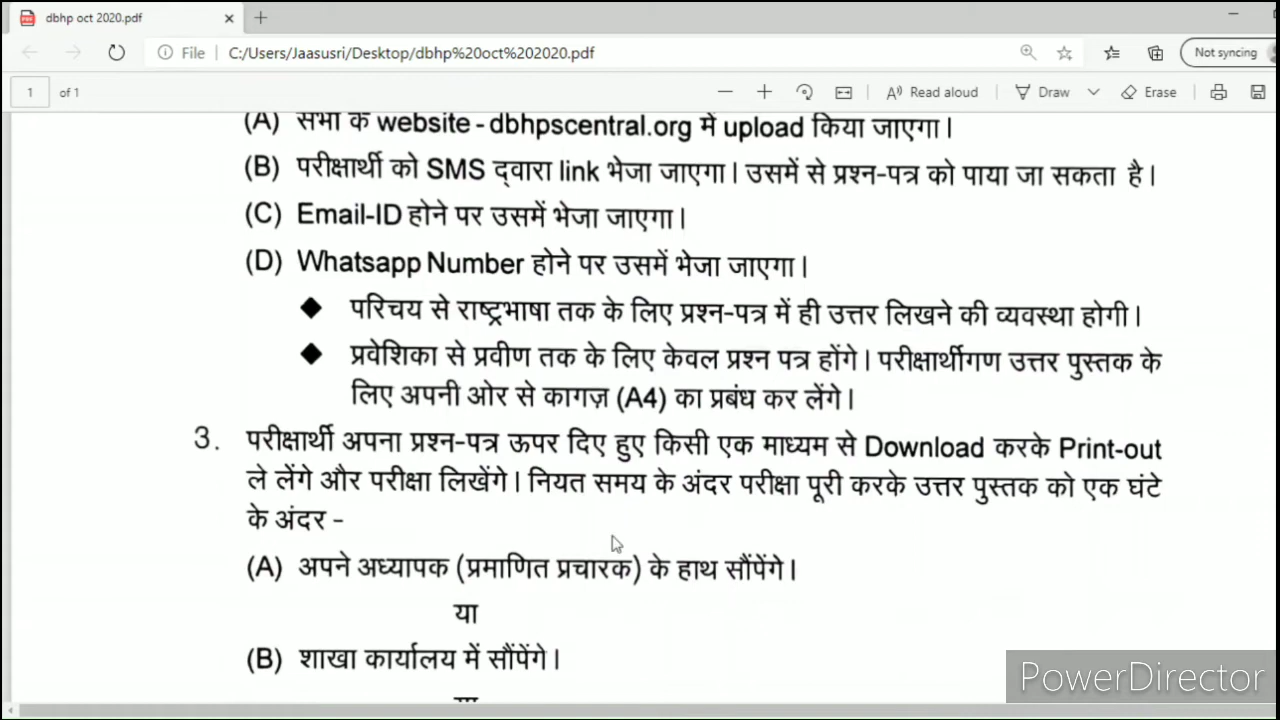 dbhp oct 2020.pdf
File
C:/Users/Jaasusri/Desktop/dbhp%20oct%202020.pdf
Not syncing
1 of 1
Read aloud
Draw
Erase
(A) सभा के website - dbhpscentral.org में upload किया जाएगा।
(B) परीक्षार्थी को SMS द्वारा link भेजा जाएगा। उसमें से प्रश्न-पत्र को पाया जा सकता है।
(C) Email-ID होने पर उसमें भेजा जाएगा।
(D) Whatsapp Number होने पर उसमें भेजा जाएगा।
◆ परिचय से राष्ट्रभाषा तक के लिए प्रश्न-पत्र में ही उत्तर लिखने की व्यवस्था होगी।
◆ प्रवेशिका से प्रवीण तक के लिए केवल प्रश्न पत्र होंगे। परीक्षार्थीगण उत्तर पुस्तक के
लिए अपनी ओर से कागज़ (A4) का प्रबंध कर लेंगे।
3. परीक्षार्थी अपना प्रश्न-पत्र ऊपर दिए हुए किसी एक माध्यम से Download करके Print-out
ले लेंगे और परीक्षा लिखेंगे। नियत समय के अंदर परीक्षा पूरी करके उत्तर पुस्तक को एक घंटे
के अंदर -
(A) अपने अध्यापक (प्रमाणित प्रचारक) के हाथ सौंपेंगे।
या
(B) शाखा कार्यालय में सौंपेंगे।
PowerDirector